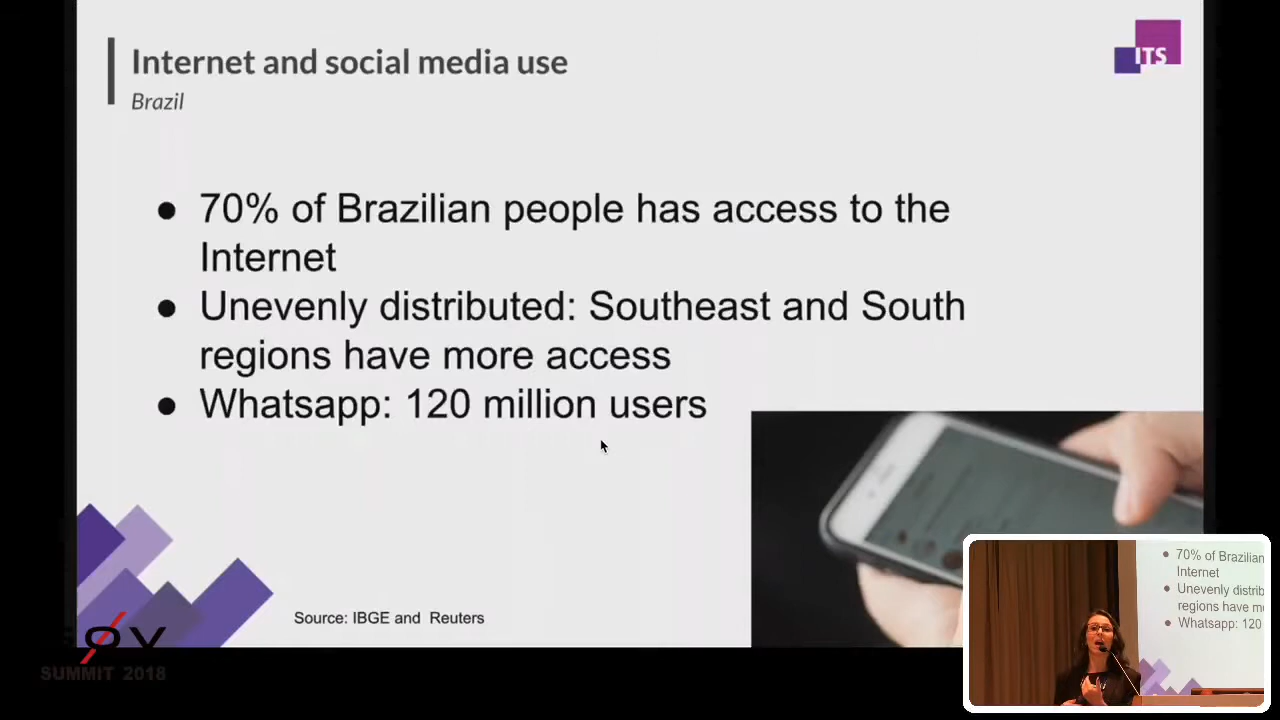 Internet and social media use
Brazil
ITS
● 70% of Brazilian people has access to the
Internet
● Unevenly distributed: Southeast and South
regions have more access
● Whatsapp: 120 million users
Source: IBGE and Reuters
SUMMIT 2018
● 70% of Brazilian
Internet
● Unevenly distrib
regions have m
● Whatsapp: 120